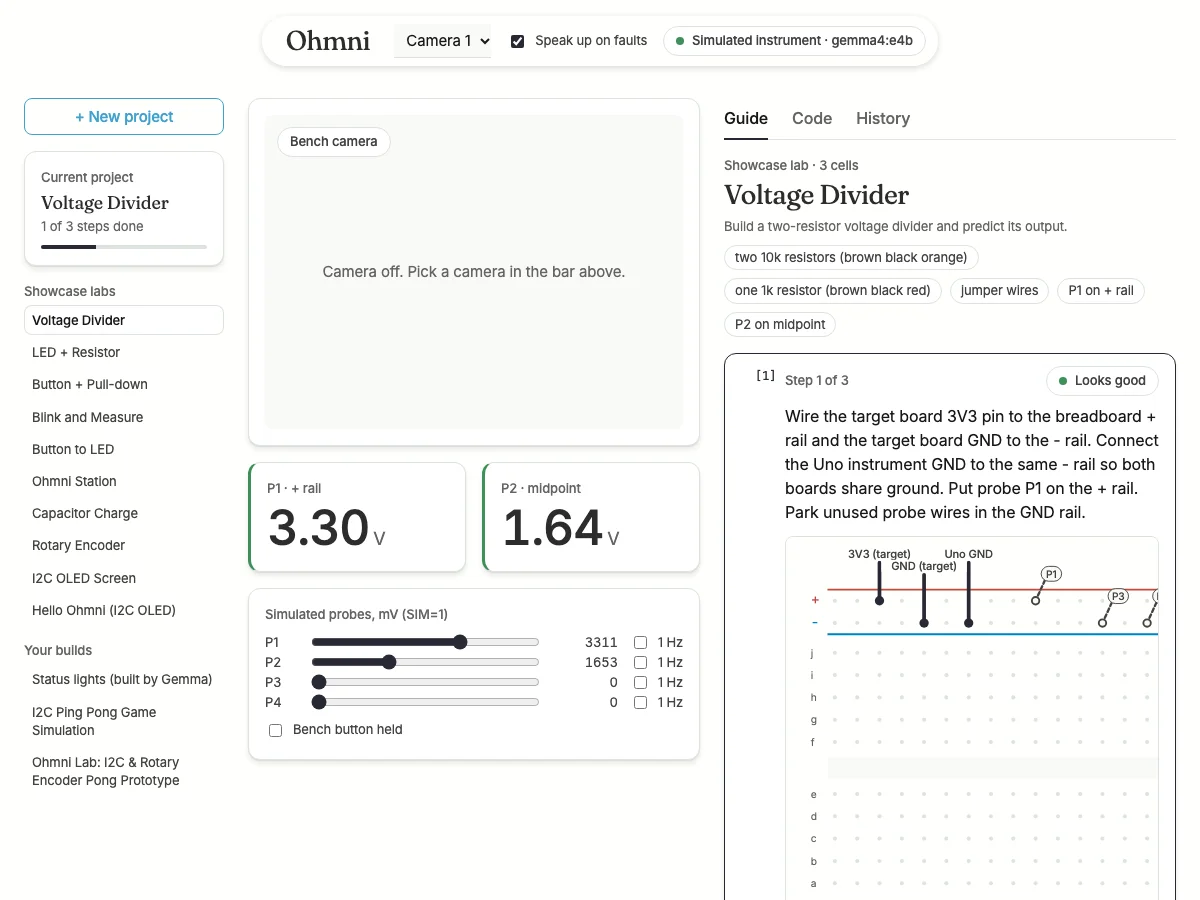 Ohmni
Camera 1
Speak up on faults
Simulated instrument · gemma4:e4b
+ New project
Current project
Voltage Divider
1 of 3 steps done
Showcase labs
Voltage Divider
LED + Resistor
Button + Pull-down
Blink and Measure
Button to LED
Ohmni Station
Capacitor Charge
Rotary Encoder
I2C OLED Screen
Hello Ohmni (I2C OLED)
Your builds
Status lights (built by Gemma)
I2C Ping Pong Game
Simulation
Ohmni Lab: I2C & Rotary
Encoder Pong Prototype
Bench camera
Camera off. Pick a camera in the bar above.
P1 · + rail
3.30 V
P2 · midpoint
1.64 V
Simulated probes, mV (SIM=1)
P1 3311 1 Hz
P2 1653 1 Hz
P3 0 1 Hz
P4 0 1 Hz
Bench button held
Guide Code History
Showcase lab · 3 cells
Voltage Divider
Build a two-resistor voltage divider and predict its output.
two 10k resistors (brown black orange)
one 1k resistor (brown black red) jumper wires P1 on + rail
P2 on midpoint
[1] Step 1 of 3 Looks good
Wire the target board 3V3 pin to the breadboard +
rail and the target board GND to the - rail. Connect
the Uno instrument GND to the same - rail so both
boards share ground. Put probe P1 on the + rail.
Park unused probe wires in the GND rail.
3V3 (target) Uno GND
GND (target)
P1
P3
+
-
j
i
h
g
f
e
d
c
b
a